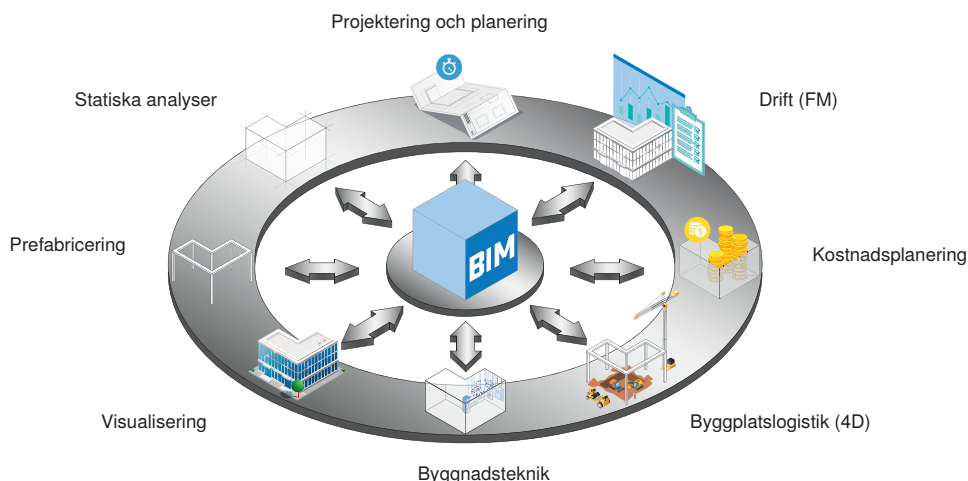 Projektering och planering
Statiska analyser
Drift (FM)
Prefabricering
BIM
Kostnadsplanering
Visualisering
Byggplatslogistik (4D)
Byggnadsteknik